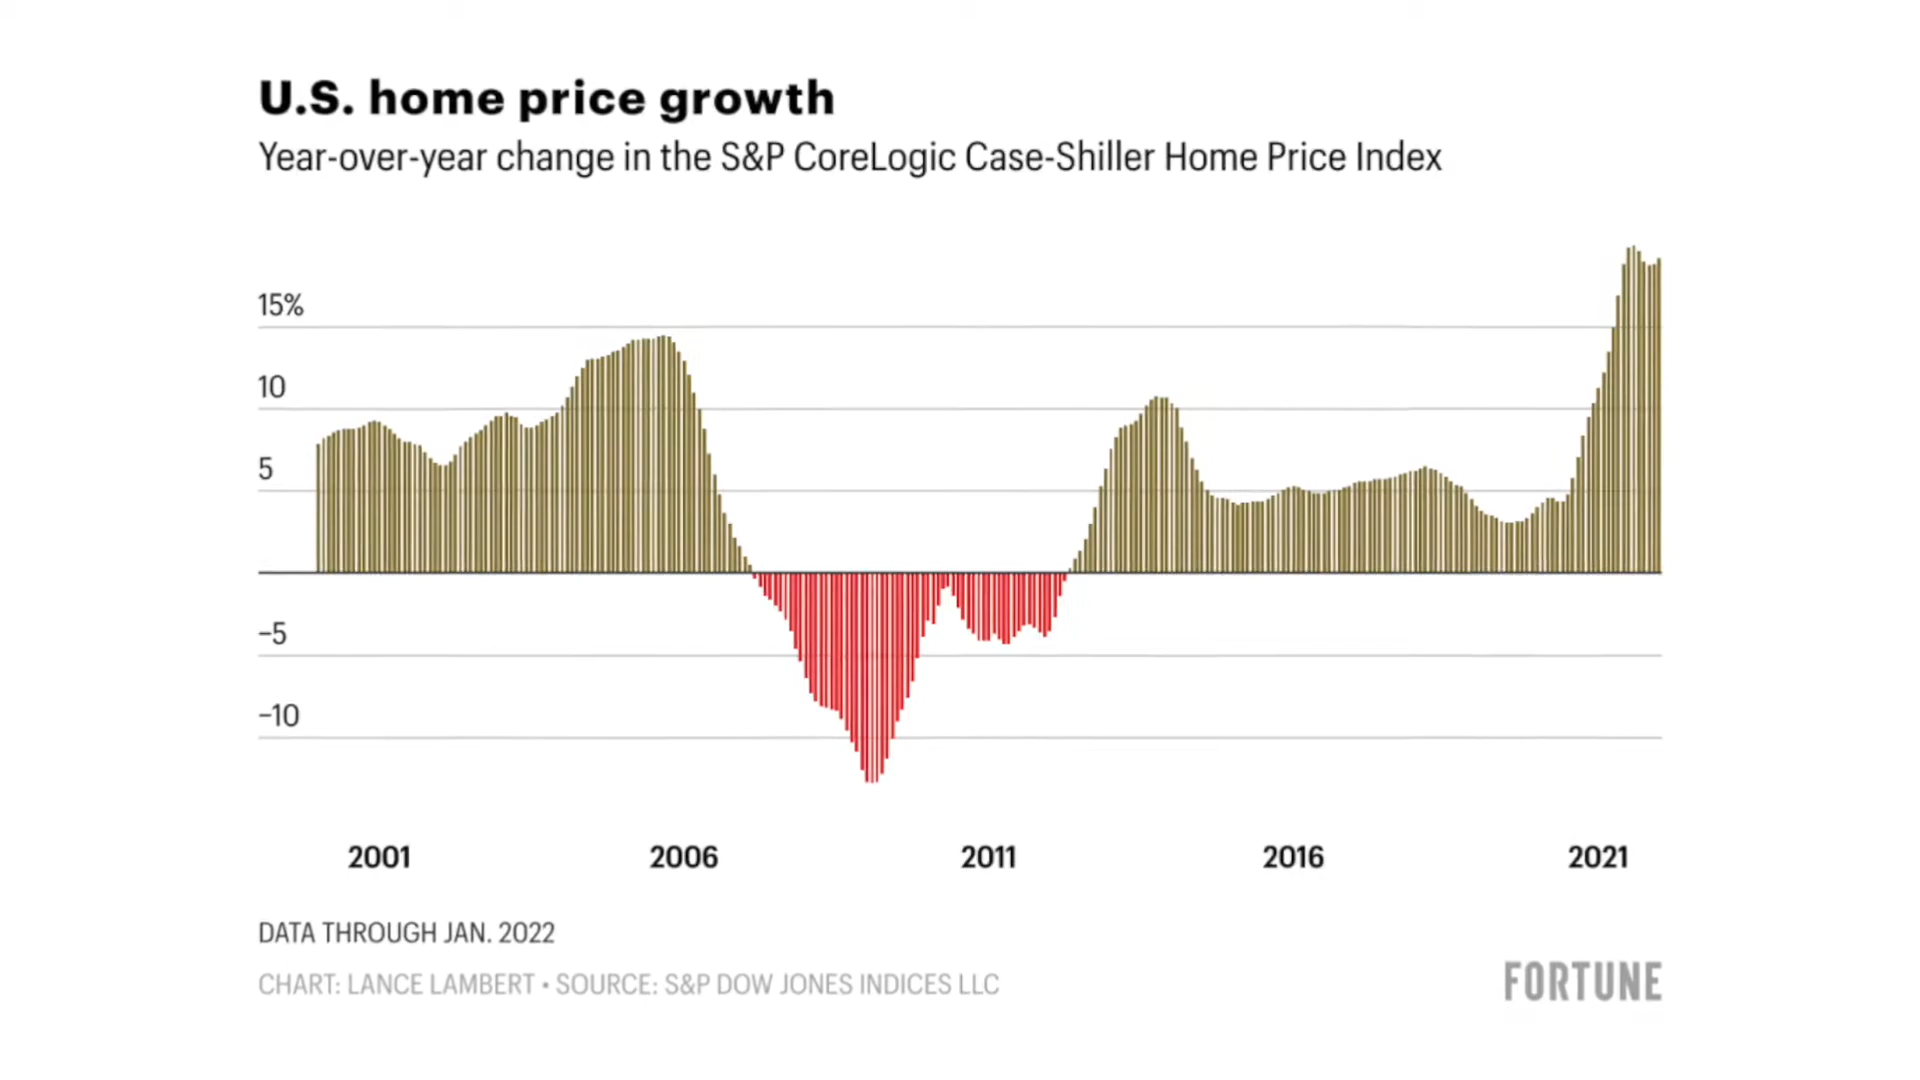 U.S. home price growth
Year-over-year change in the S&P CoreLogic Case-Shiller Home Price Index
15%
10
5
−5
−10
2001 2006 2011 2016 2021
DATA THROUGH JAN. 2022
CHART: LANCE LAMBERT • SOURCE: S&P DOW JONES INDICES LLC
FORTUNE